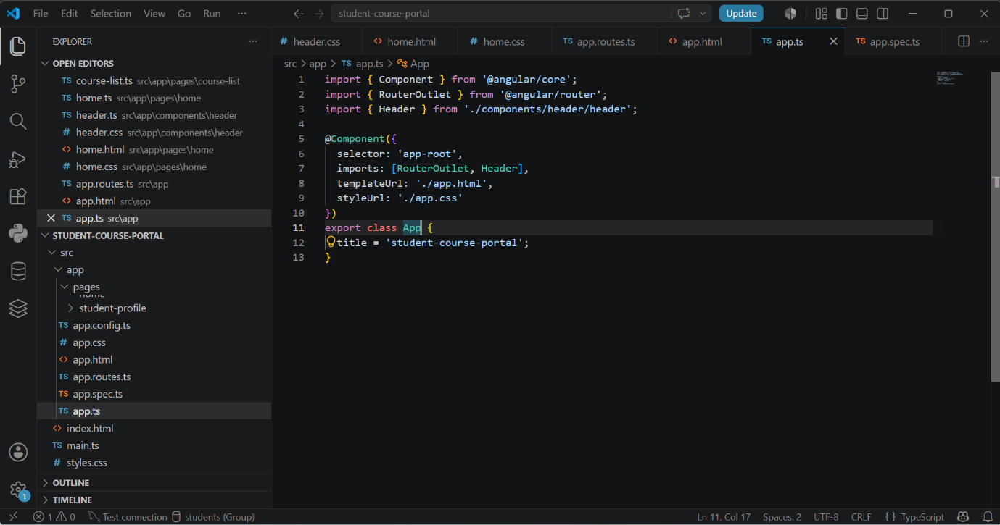 File Edit Selection View Go Run ··· student-course-portal Update
EXPLORER ···
OPEN EDITORS
TS course-list.ts src\app\pages\course-list
TS home.ts src\app\pages\home
TS header.ts src\app\components\header
# header.css src\app\components\header
<> home.html src\app\pages\home
# home.css src\app\pages\home
TS app.routes.ts src\app
<> app.html src\app
TS app.ts src\app
STUDENT-COURSE-PORTAL
src
app
pages
home
student-profile
TS app.config.ts
# app.css
<> app.html
TS app.routes.ts
TS app.spec.ts
TS app.ts
<> index.html
TS main.ts
# styles.css
OUTLINE
TIMELINE
1
# header.css <> home.html # home.css TS app.routes.ts <> app.html TS app.ts TS app.spec.ts ···
src > app > TS app.ts > App
1 import { Component } from '@angular/core';
2 import { RouterOutlet } from '@angular/router';
3 import { Header } from './components/header/header';
4
5 @Component({
6 selector: 'app-root',
7 imports: [RouterOutlet, Header],
8 templateUrl: './app.html',
9 styleUrl: './app.css'
10 })
11 export class App {
12 title = 'student-course-portal';
13 }
1 0 Test connection students (Group) Ln 11, Col 17 Spaces: 2 UTF-8 CRLF { } TypeScript